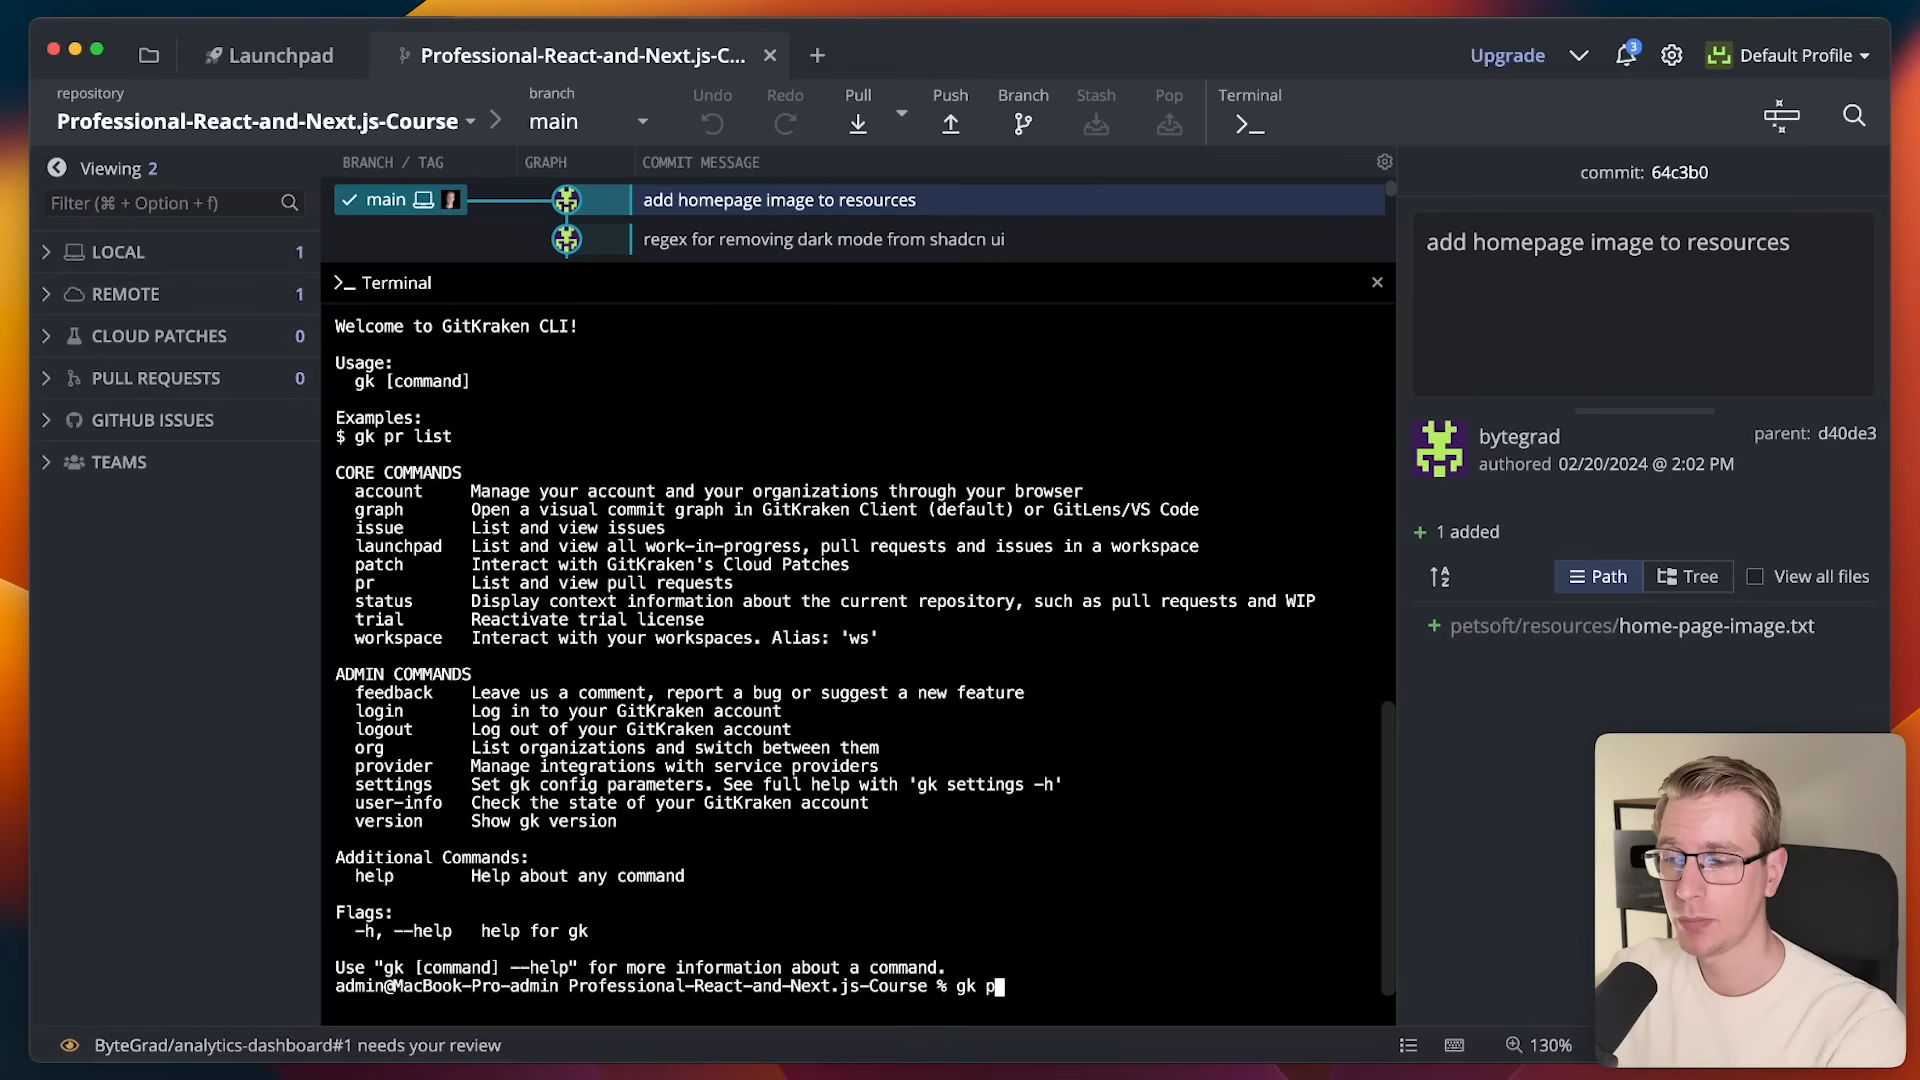 Launchpad
Professional-React-and-Next.js-C...
Upgrade
3
Default Profile
repository
Professional-React-and-Next.js-Course
branch
main
Undo
Redo
Pull
Push
Branch
Stash
Pop
Terminal
Viewing 2
Filter (⌘ + Option + f)
LOCAL 1
REMOTE 1
CLOUD PATCHES 0
PULL REQUESTS 0
GITHUB ISSUES
TEAMS
BRANCH / TAG
GRAPH
COMMIT MESSAGE
main
add homepage image to resources
regex for removing dark mode from shadcn ui
>_ Terminal
Welcome to GitKraken CLI!
Usage:
gk [command]
Examples:
$ gk pr list
CORE COMMANDS
account Manage your account and your organizations through your browser
graph Open a visual commit graph in GitKraken Client (default) or GitLens/VS Code
issue List and view issues
launchpad List and view all work-in-progress, pull requests and issues in a workspace
patch Interact with GitKraken's Cloud Patches
pr List and view pull requests
status Display context information about the current repository, such as pull requests and WIP
trial Reactivate trial license
workspace Interact with your workspaces. Alias: 'ws'
ADMIN COMMANDS
feedback Leave us a comment, report a bug or suggest a new feature
login Log in to your GitKraken account
logout Log out of your GitKraken account
org List organizations and switch between them
provider Manage integrations with service providers
settings Set gk config parameters. See full help with 'gk settings -h'
user-info Check the state of your GitKraken account
version Show gk version
Additional Commands:
help Help about any command
Flags:
-h, --help help for gk
Use "gk [command] --help" for more information about a command.
admin@MacBook-Pro-admin Professional-React-and-Next.js-Course % gk p
commit: 64c3b0
add homepage image to resources
bytegrad
authored 02/20/2024 @ 2:02 PM
parent: d40de3
+ 1 added
Path
Tree
View all files
+ petsoft/resources/home-page-image.txt
ByteGrad/analytics-dashboard#1 needs your review
130%